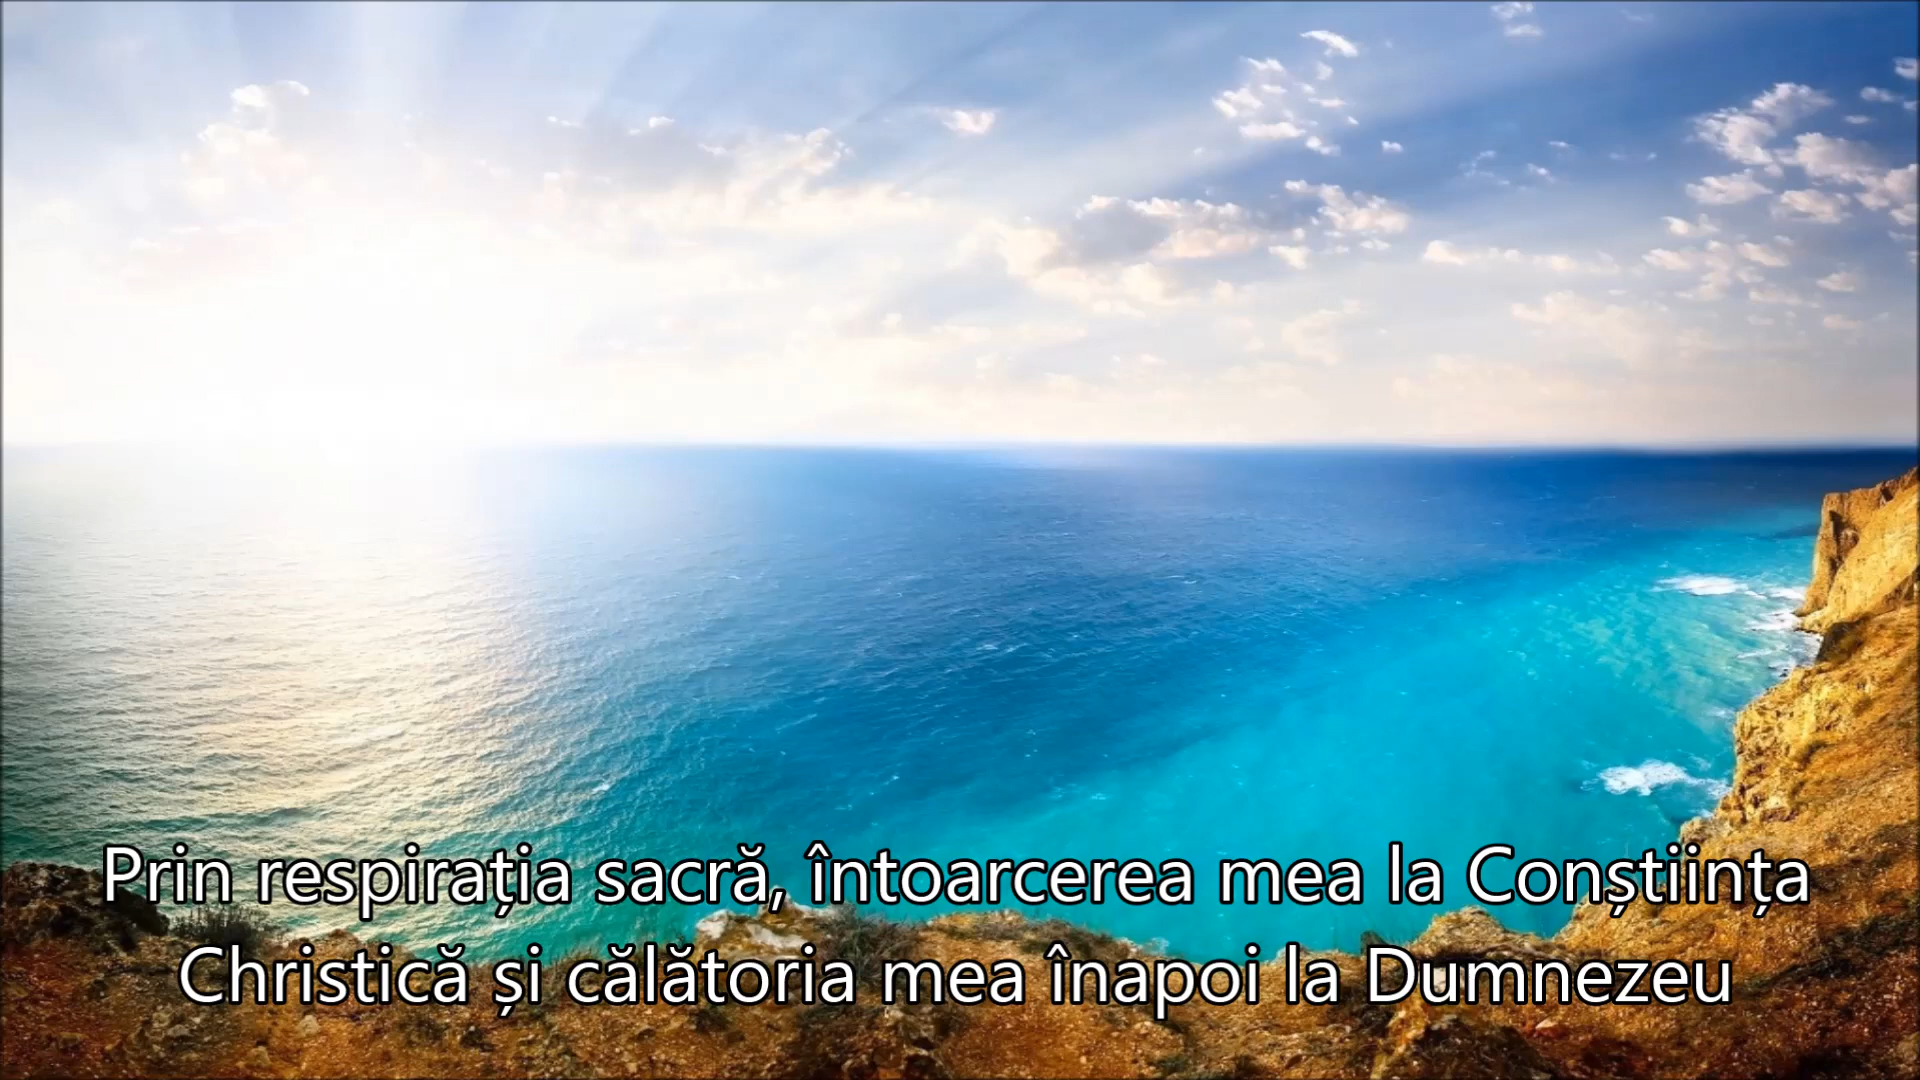 Prin respirația sacră, întoarcerea mea la Conștiința
Christică și călătoria mea înapoi la Dumnezeu